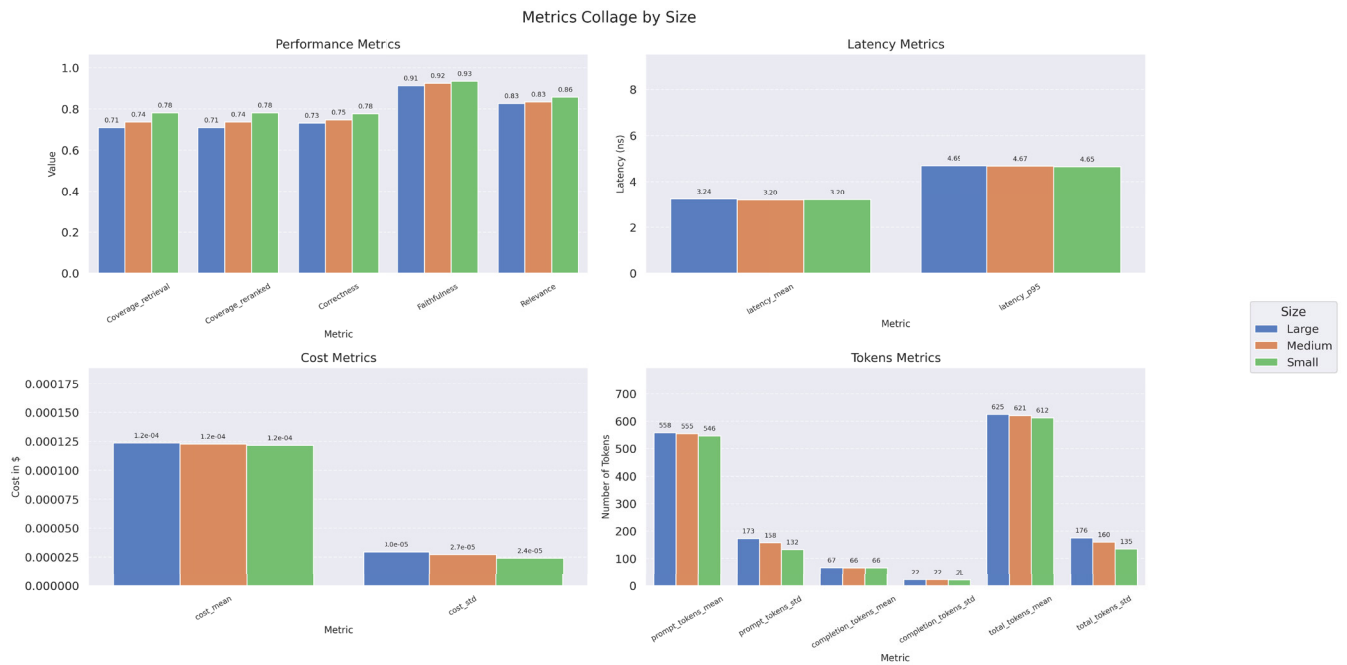 Metrics Collage by Size
Performance Metrics
1.0
0.8
0.6
0.4
0.2
0.0
Value
0.71 0.74 0.78
0.71 0.74 0.78
0.73 0.75 0.78
0.91 0.92 0.93
0.83 0.83 0.86
Coverage_retrieval
Coverage_reranked
Correctness
Faithfulness
Relevance
Metric
Latency Metrics
8
6
4
2
0
Latency (ns)
3.24 3.20 3.20
4.67 4.65
latency_mean
latency_p95
Metric
Size
Large
Medium
Small
Cost Metrics
0.000175
0.000150
0.000125
0.000100
0.000075
0.000050
0.000025
0.000000
Cost in $
1.2e-04 1.2e-04 1.2e-04
2.7e-05 2.4e-05
cost_mean
cost_std
Metric
Tokens Metrics
700
600
500
400
300
200
100
0
Number of Tokens
558 555 546
173 158 132
67 66 66
22 22
625 621 612
176 160 135
prompt_tokens_mean
prompt_tokens_std
completion_tokens_mean
completion_tokens_std
total_tokens_mean
total_tokens_std
Metric